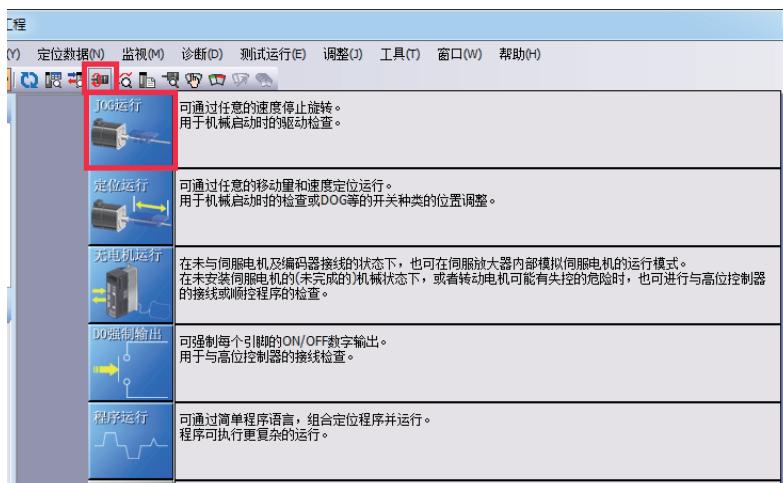 工程
(Y) 定位数据(N) 监视(M) 诊断(D) 测试运行(E) 调整(J) 工具(T) 窗口(W) 帮助(H)
JOG运行
可通过任意的速度停止旋转。
用于机械启动时的驱动检查。
定位运行
可通过任意的移动量和速度定位运行。
用于机械启动时的检查或DOG等的开关种类的位置调整。
无电机运行
在未与伺服电机及编码器接线的状态下，也可在伺服放大器内部模拟伺服电机的运行模式。
在未安装伺服电机的(未完成的)机械状态下，或者转动电机可能有失控的危险时，也可进行与高位控制器
的接线或顺控程序的检查。
DO强制输出
可强制每个引脚的ON/OFF数字输出。
用于与高位控制器的接线检查。
程序运行
可通过简单程序语言，组合定位程序并运行。
程序可执行更复杂的运行。